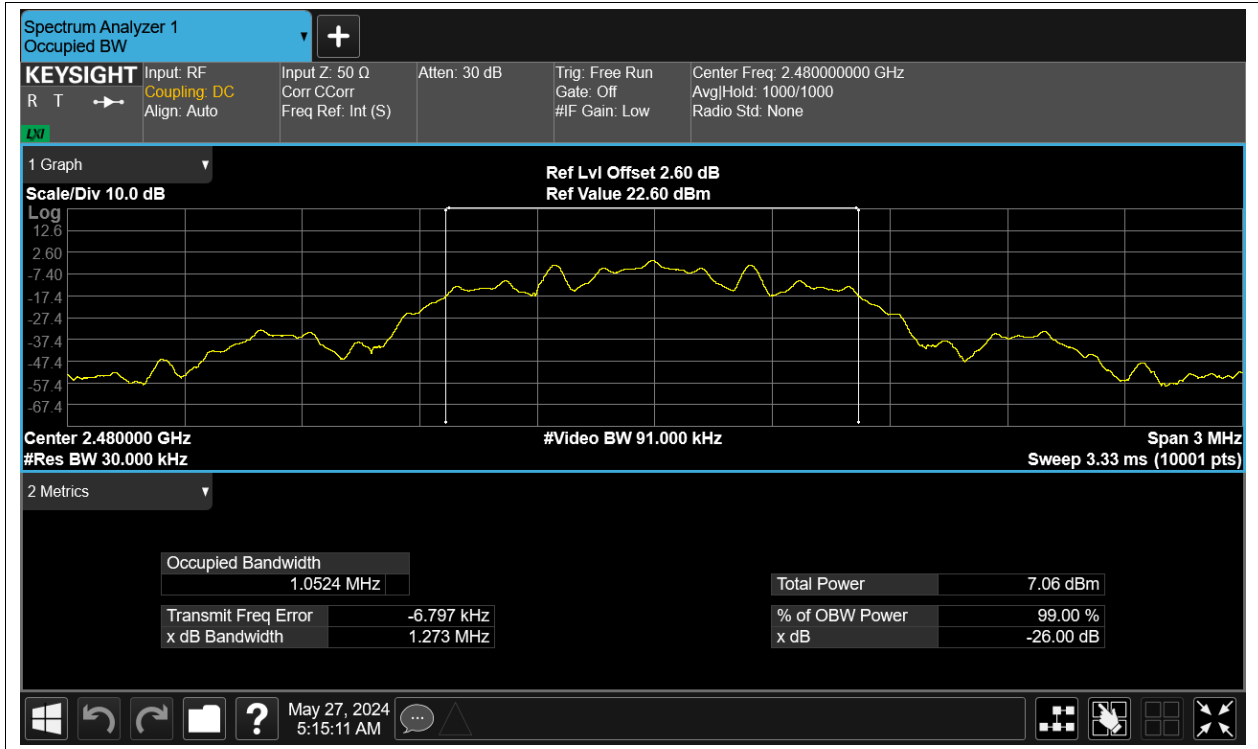 Spectrum Analyzer 1
Occupied BW
KEYSIGHT
R T
LXI
Input: RF
Coupling: DC
Align: Auto
Input Z: 50 Ω
Corr CCorr
Freq Ref: Int (S)
Atten: 30 dB
Trig: Free Run
Gate: Off
#IF Gain: Low
Center Freq: 2.480000000 GHz
Avg|Hold: 1000/1000
Radio Std: None
1 Graph
Scale/Div 10.0 dB
Ref Lvl Offset 2.60 dB
Ref Value 22.60 dBm
Log
12.6
2.60
-7.40
-17.4
-27.4
-37.4
-47.4
-57.4
-67.4
Center 2.480000 GHz
#Video BW 91.000 kHz
Span 3 MHz
#Res BW 30.000 kHz
Sweep 3.33 ms (10001 pts)
2 Metrics
Occupied Bandwidth
1.0524 MHz
Total Power 7.06 dBm
Transmit Freq Error -6.797 kHz
% of OBW Power 99.00 %
x dB Bandwidth 1.273 MHz
x dB -26.00 dB
?
May 27, 2024
5:15:11 AM